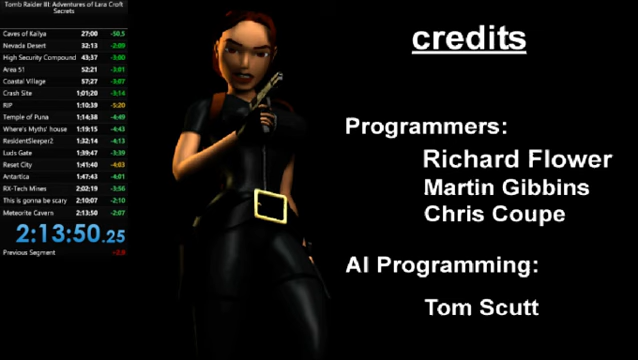 Tomb Raider III: Adventures of Lara Croft
Secrets
Caves of Kaliya 27:00 -50.5
Nevada Desert 32:13 -2:09
High Security Compound 43:37 -3:00
Area 51 52:21 -3:01
Coastal Village 57:27 -3:07
Crash Site 1:01:20 -3:14
RIP 1:10:39 -5:20
Temple of Puna 1:14:38 -4:49
Where's Myths' house 1:19:15 -4:43
ResidentSleeper2 1:32:14 -4:13
Luds Gate 1:39:47 -3:39
Reset City 1:41:40 -4:03
Antartica 1:47:43 -4:01
RX-Tech Mines 2:02:19 -3:56
This is gonna be scary 2:10:07 -2:10
Meteorite Cavern 2:13:50 -2:07
2:13:50.25
Previous Segment
credits
Programmers:
Richard Flower
Martin Gibbins
Chris Coupe
AI Programming:
Tom Scutt